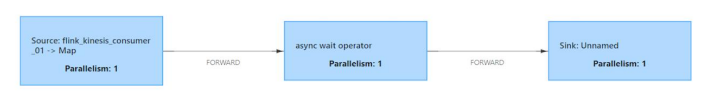 Source: flink_kinesis_consumer
_01 -> Map
Parallelism: 1
FORWARD
async wait operator
Parallelism: 1
FORWARD
Sink: Unnamed
Parallelism: 1